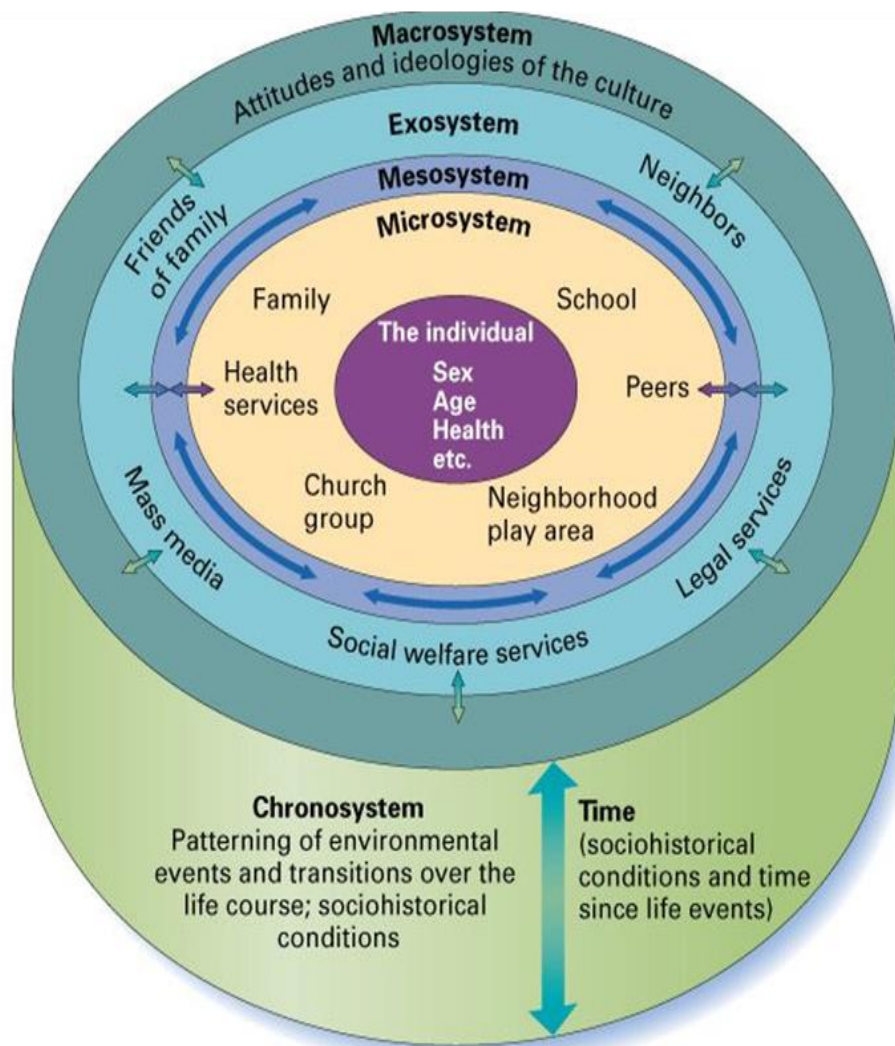 Macrosystem
Attitudes and ideologies of the culture
Exosystem
Mesosystem
Microsystem
Friends
of family
Neighbors
Family
School
The individual
Sex
Age
Health
etc.
Health
services
Peers
Church
group
Neighborhood
play area
Mass media
Legal services
Social welfare services
Chronosystem
Patterning of environmental
events and transitions over the
life course; sociohistorical
conditions
Time
(sociohistorical
conditions and time
since life events)